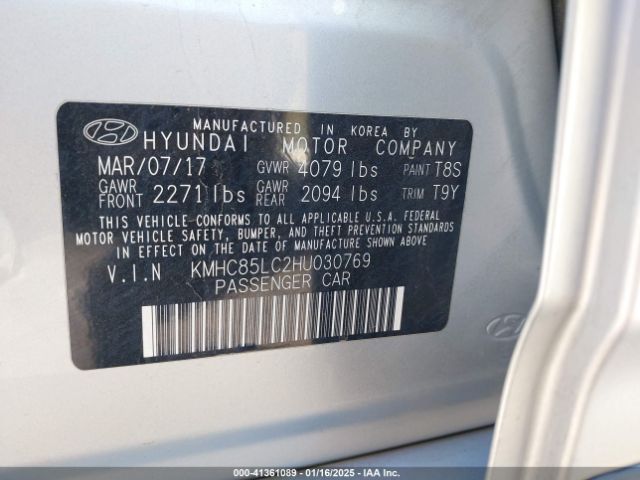 MANUFACTURED IN KOREA BY
HYUNDAI MOTOR COMPANY
MAR/07/17 GVWR 4079 lbs PAINT T8S
GAWR FRONT 2271 lbs GAWR REAR 2094 lbs TRIM T9Y
THIS VEHICLE CONFORMS TO ALL APPLICABLE U.S.A. FEDERAL
MOTOR VEHICLE SAFETY, BUMPER, AND THEFT PREVENTION STANDARDS
IN EFFECT ON THE DATE OF MANUFACTURE SHOWN ABOVE.
V.I.N KMHC85LC2HU030769
PASSENGER CAR
000-41361089 - 01/16/2025 - IAA Inc.